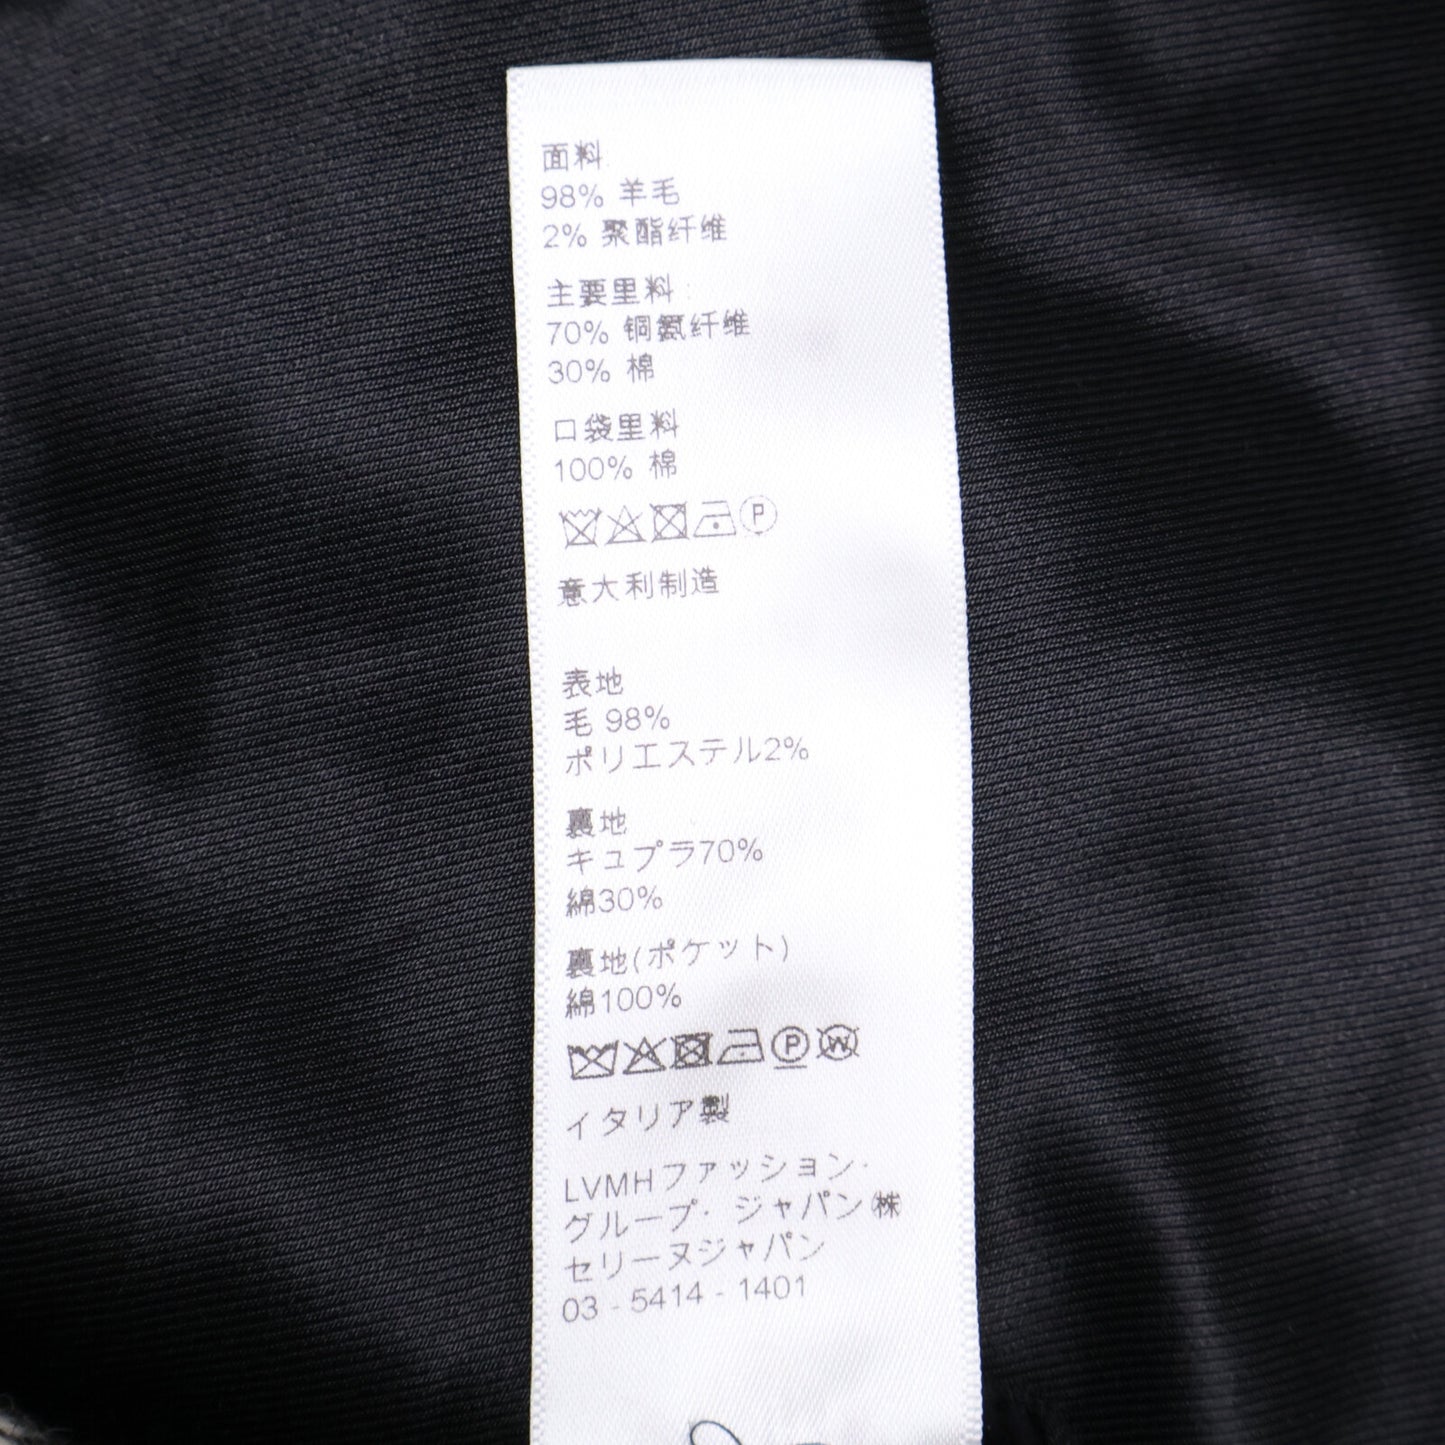 面料
98% 羊毛
2% 聚酯纤维
主要里料:
70% 铜氨纤维
30% 棉
口袋里料
100% 棉
P
意大利制造
表地
毛 98%
ポリエステル2%
裏地
キュプラ70%
綿30%
裏地(ポケット)
綿100%
P W
イタリア製
LVMHファッション·
グループ· ジャパン㈱
セリーヌジャパン
03 - 5414 - 1401